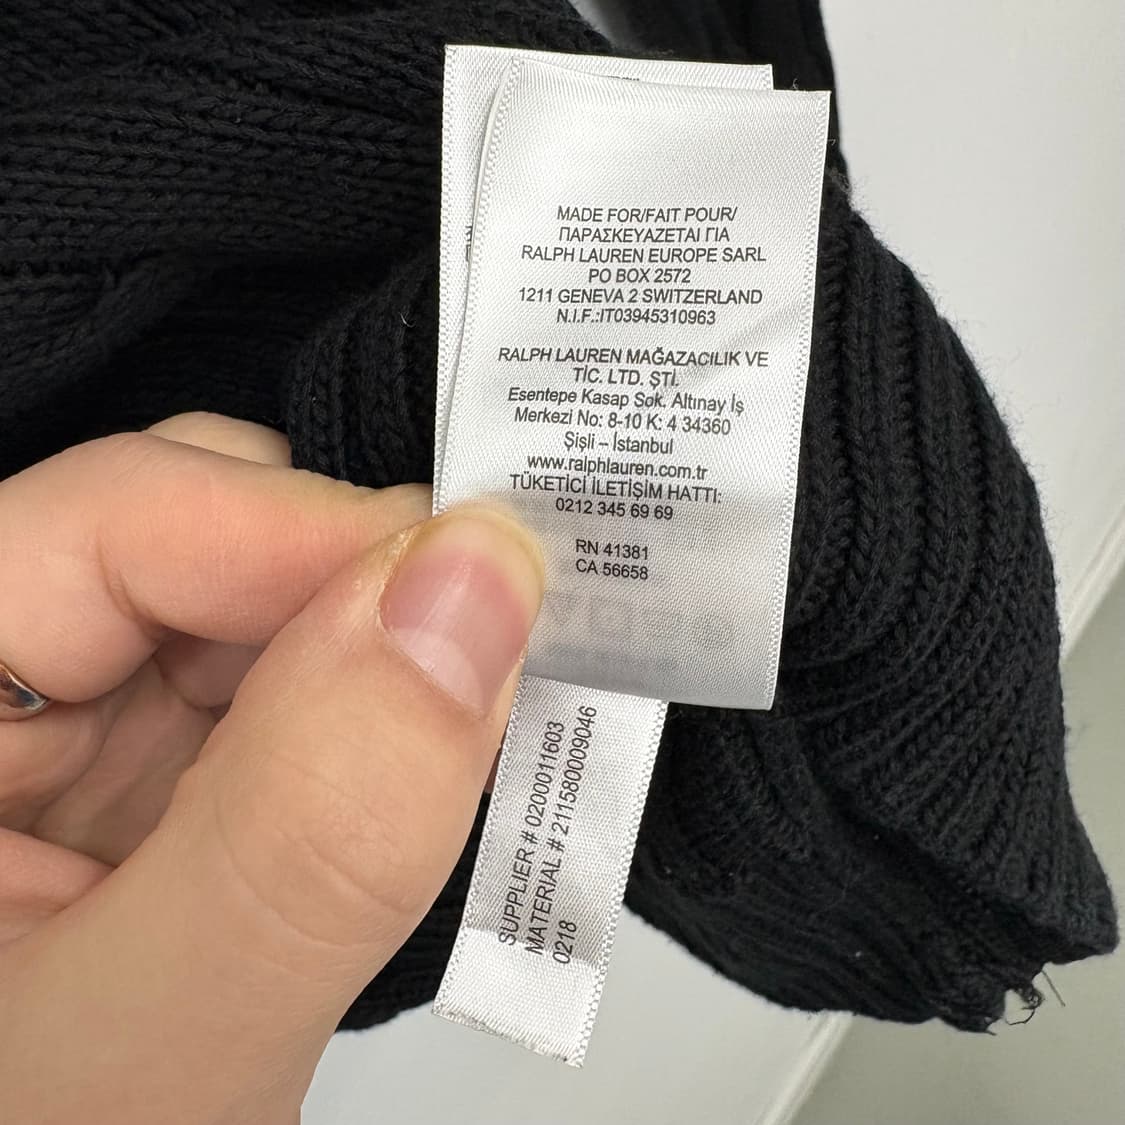 MADE FOR/FAIT POUR/
ΠΑΡΑΣΚΕΥΑΖΕΤΑΙ ΓΙΑ
RALPH LAUREN EUROPE SARL
PO BOX 2572
1211 GENEVA 2 SWITZERLAND
N.I.F.:IT03945310963
RALPH LAUREN MAĞAZACILIK VE
TİC. LTD. ŞTİ.
Esentepe Kasap Sok. Altınay İş
Merkezi No: 8-10 K: 4 34360
Şişli – İstanbul
www.ralphlauren.com.tr
TÜKETİCİ İLETİŞİM HATTI:
0212 345 69 69
RN 41381
CA 56658
SUPPLIER # 0200011603
MATERIAL # 211580009046
0218